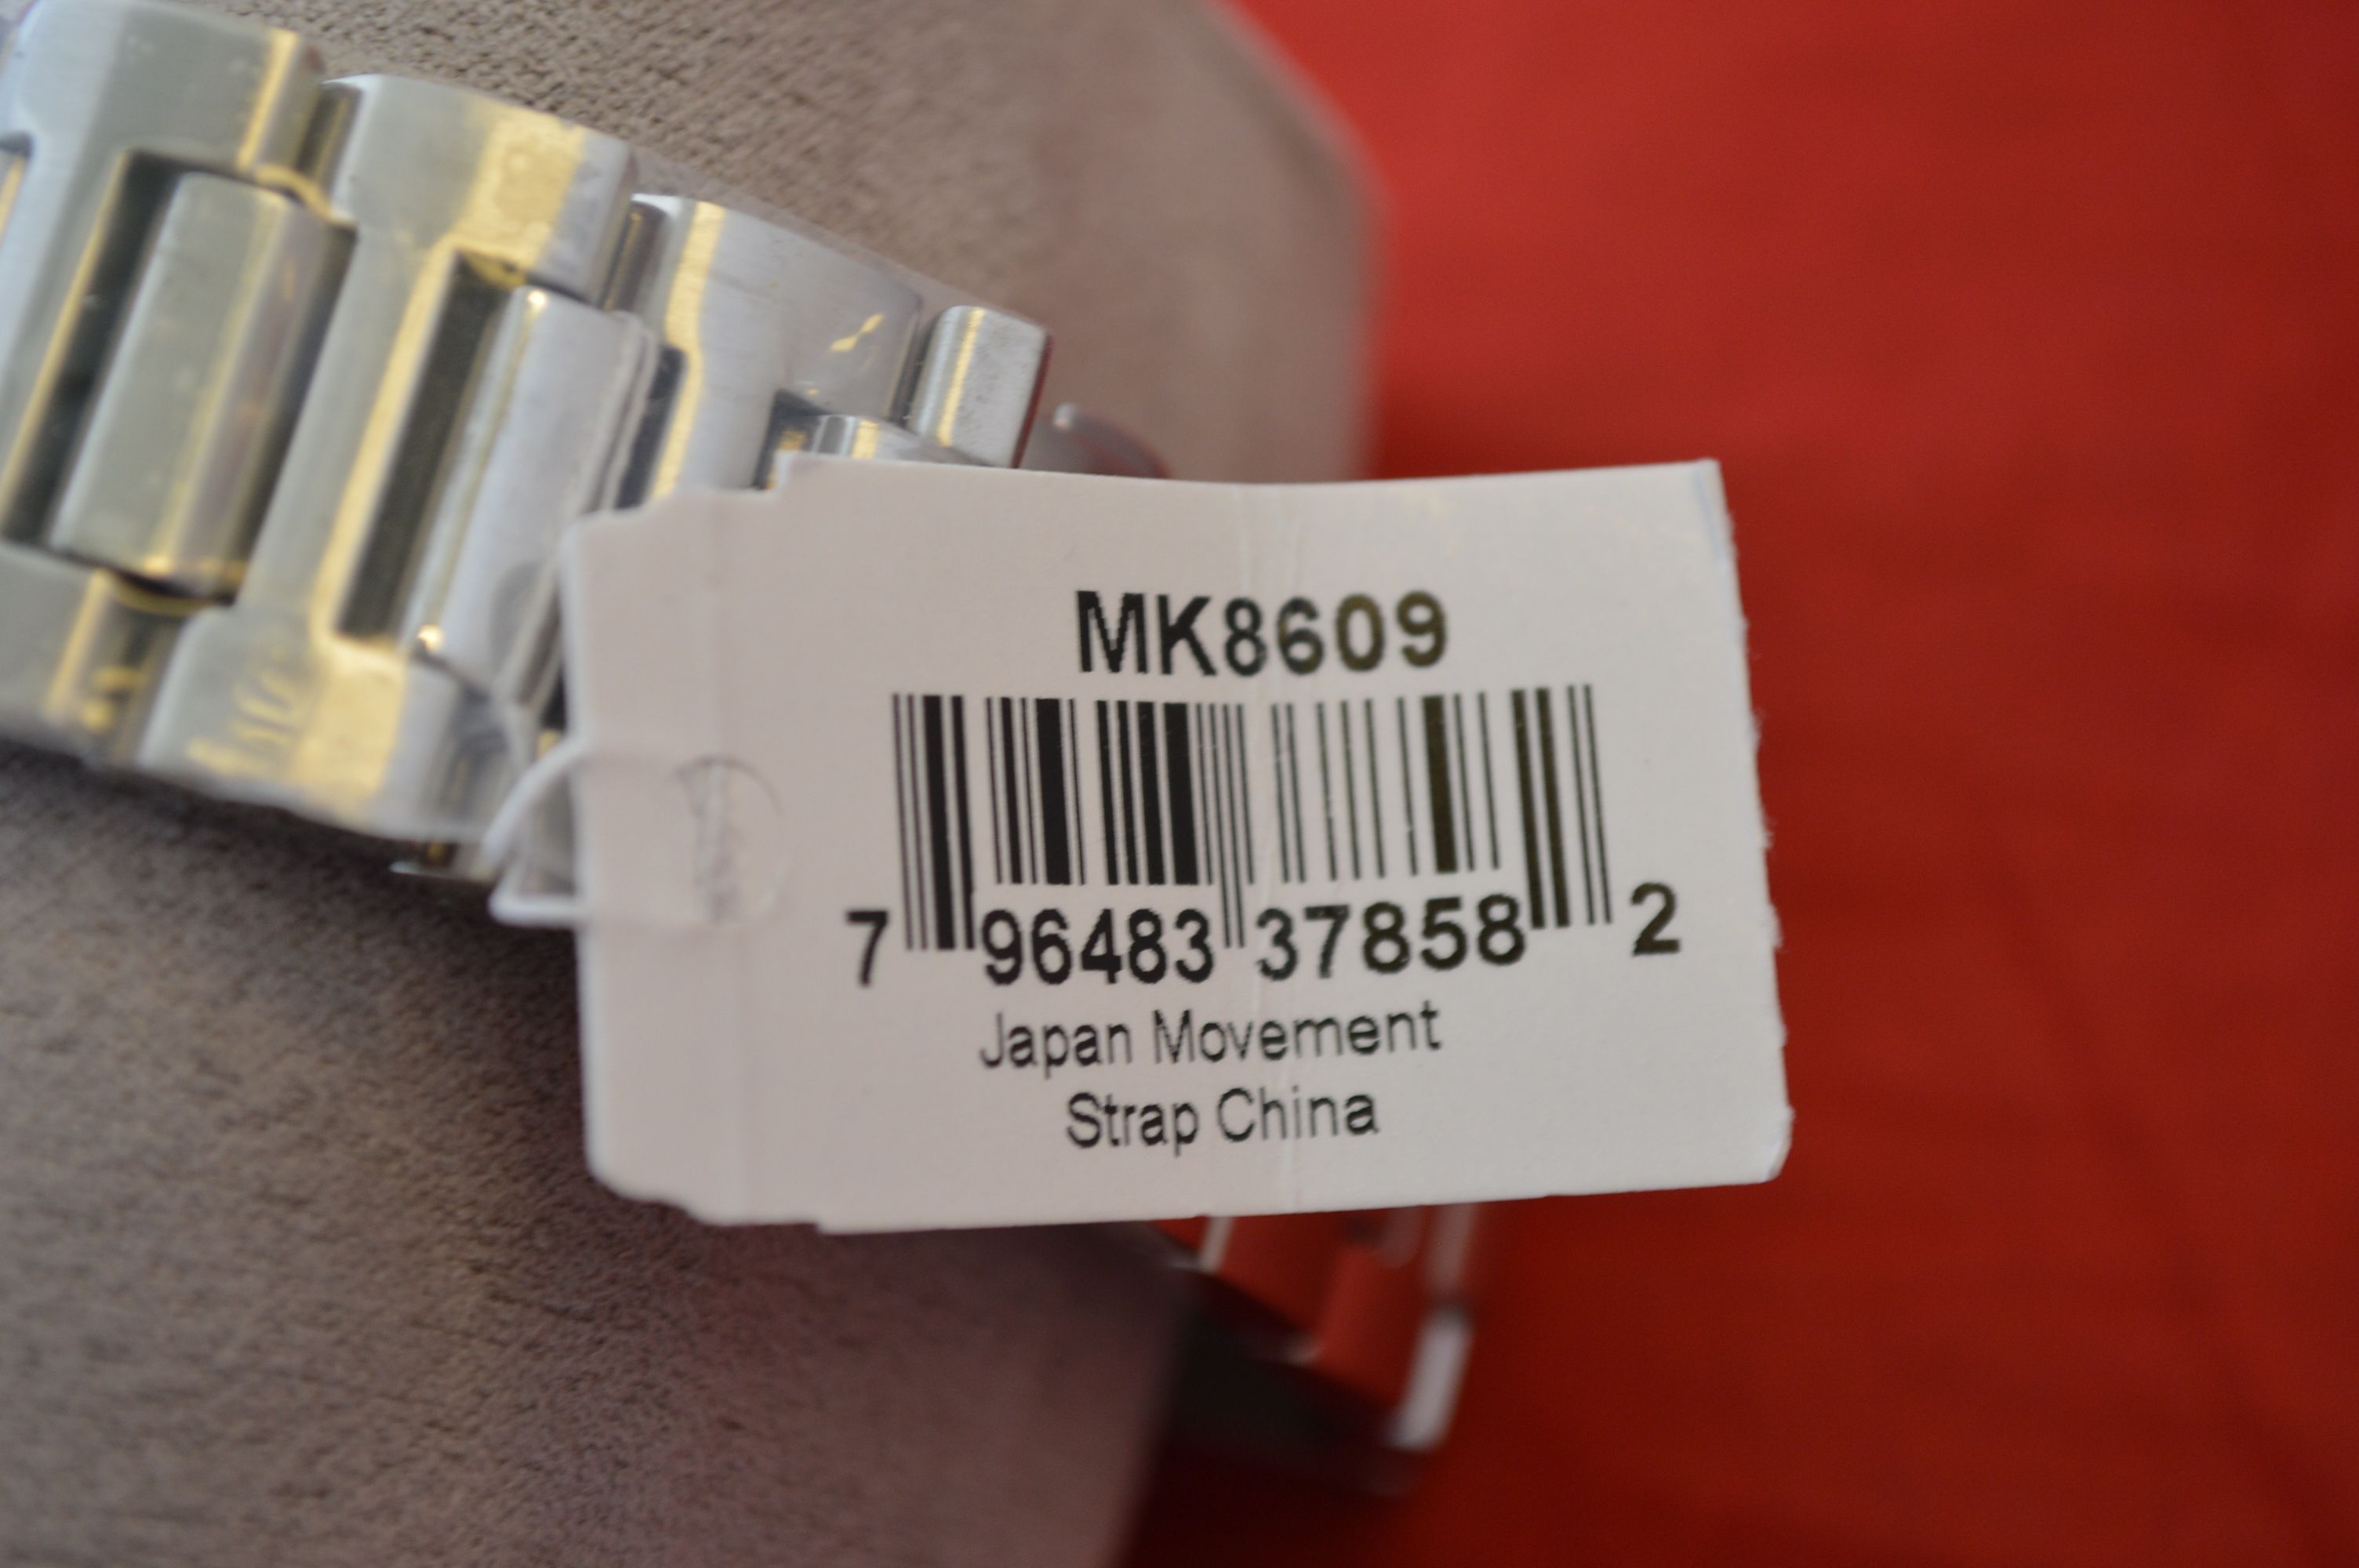 MK8609
7 96483 37858 2
Japan Movement
Strap China